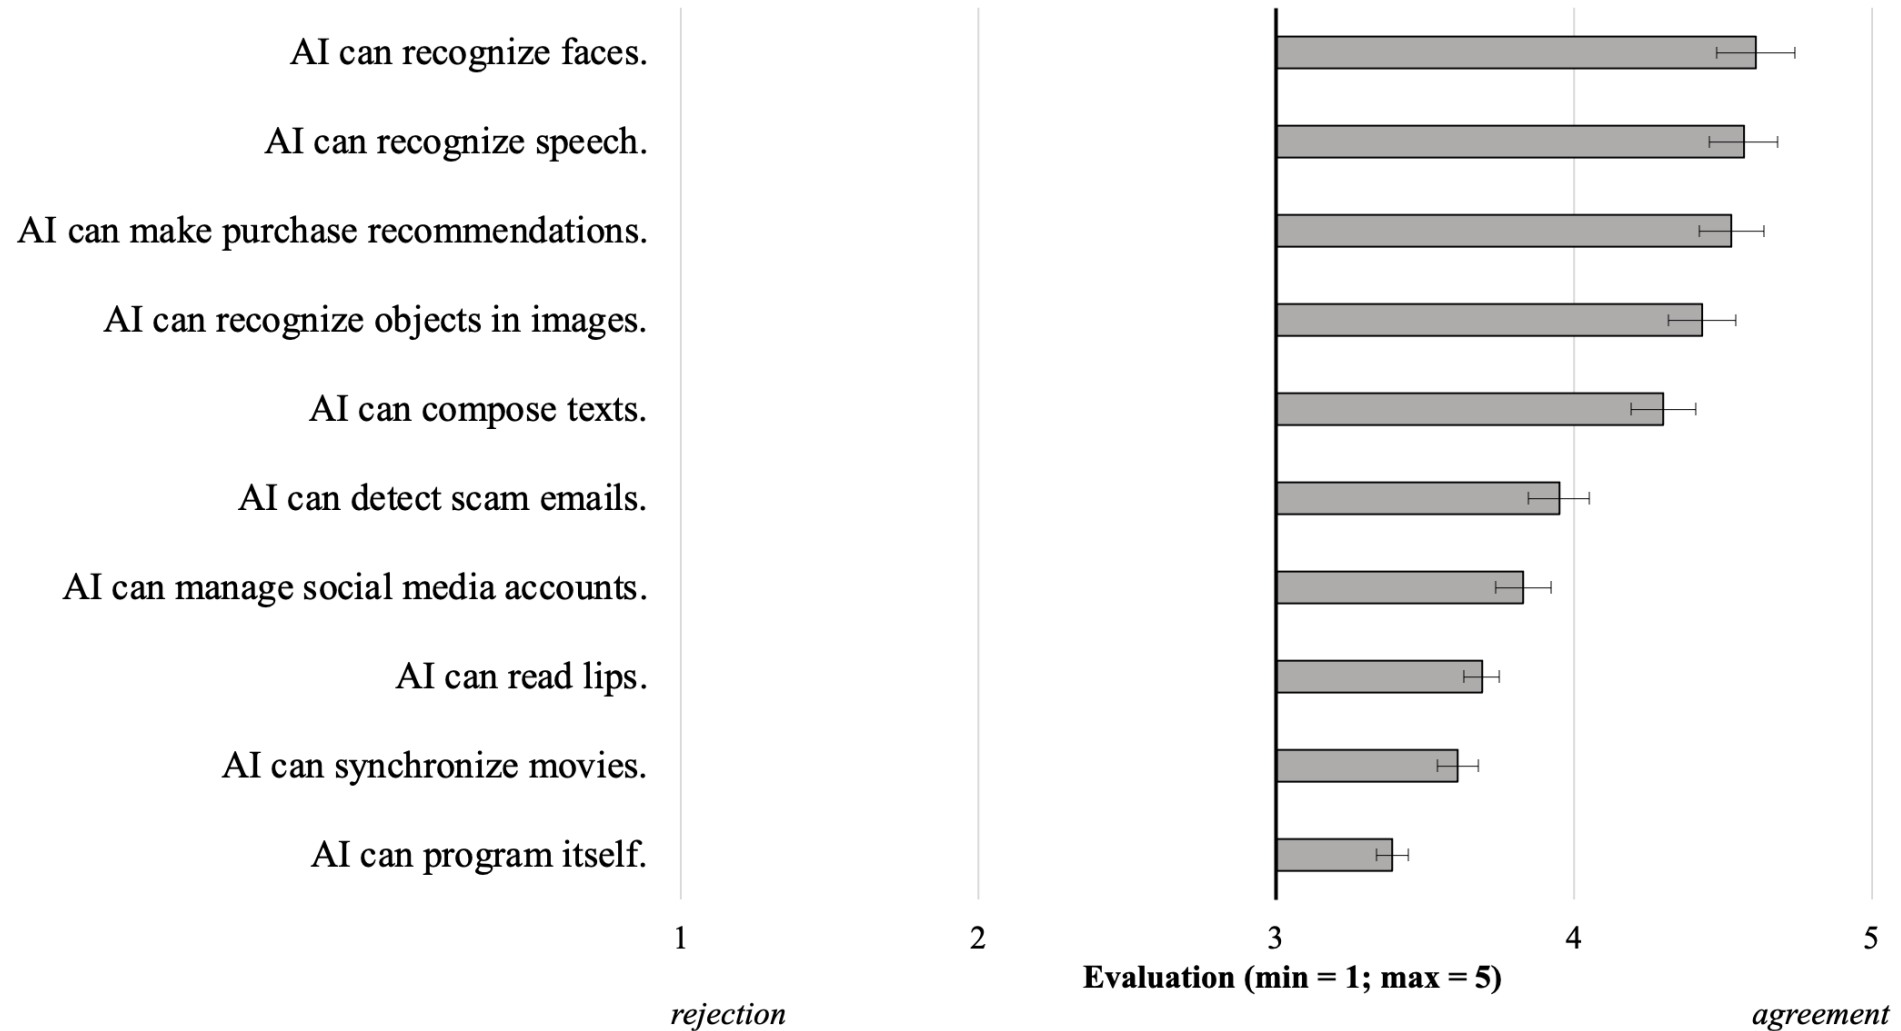 AI can recognize faces.
AI can recognize speech.
AI can make purchase recommendations.
AI can recognize objects in images.
AI can compose texts.
AI can detect scam emails.
AI can manage social media accounts.
AI can read lips.
AI can synchronize movies.
AI can program itself.
1 2 3 4 5
Evaluation (min = 1; max = 5)
rejection agreement